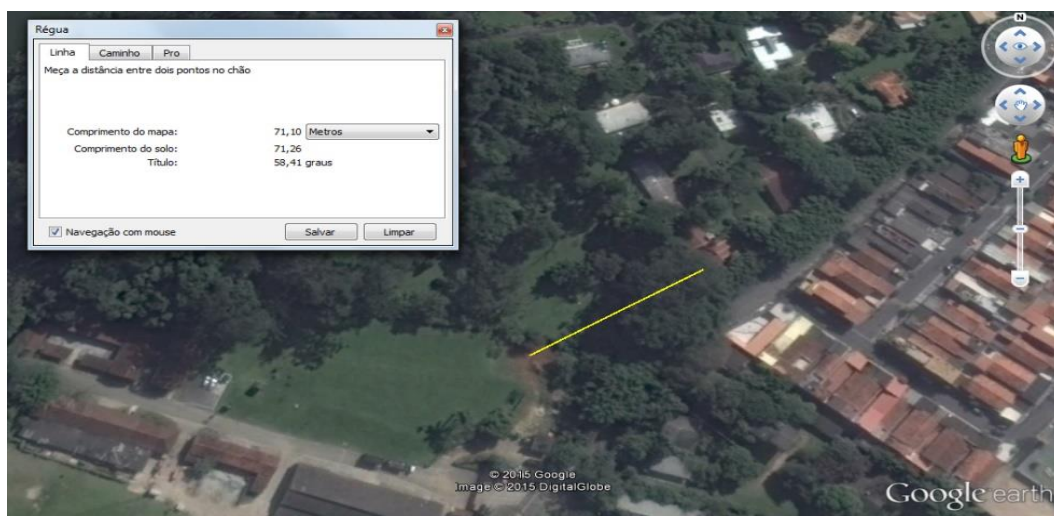 Régua
Linha Caminho Pro
Meça a distância entre dois pontos no chão
Comprimento do mapa: 71,10 Metros
Comprimento do solo: 71,26
Título: 58,41 graus
Navegação com mouse Salvar Limpar
N
© 2015 Google
Image © 2015 DigitalGlobe
Google earth